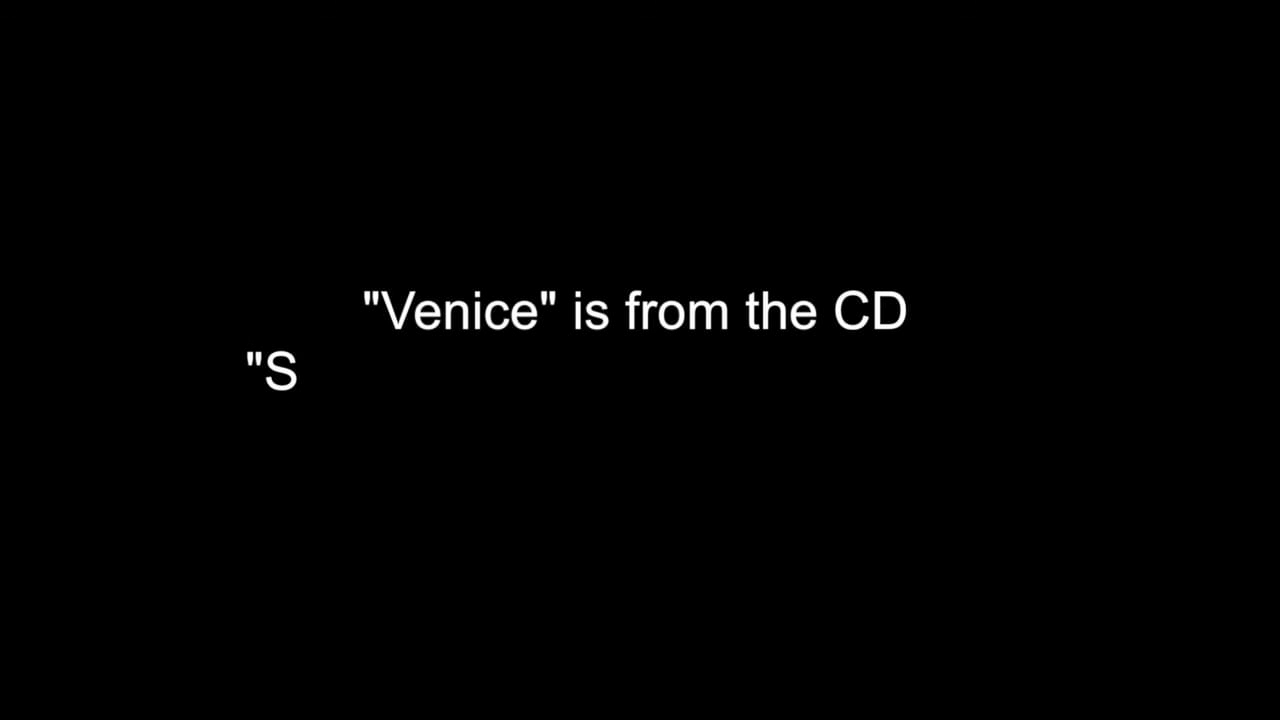 "Venice" is from the CD
"S